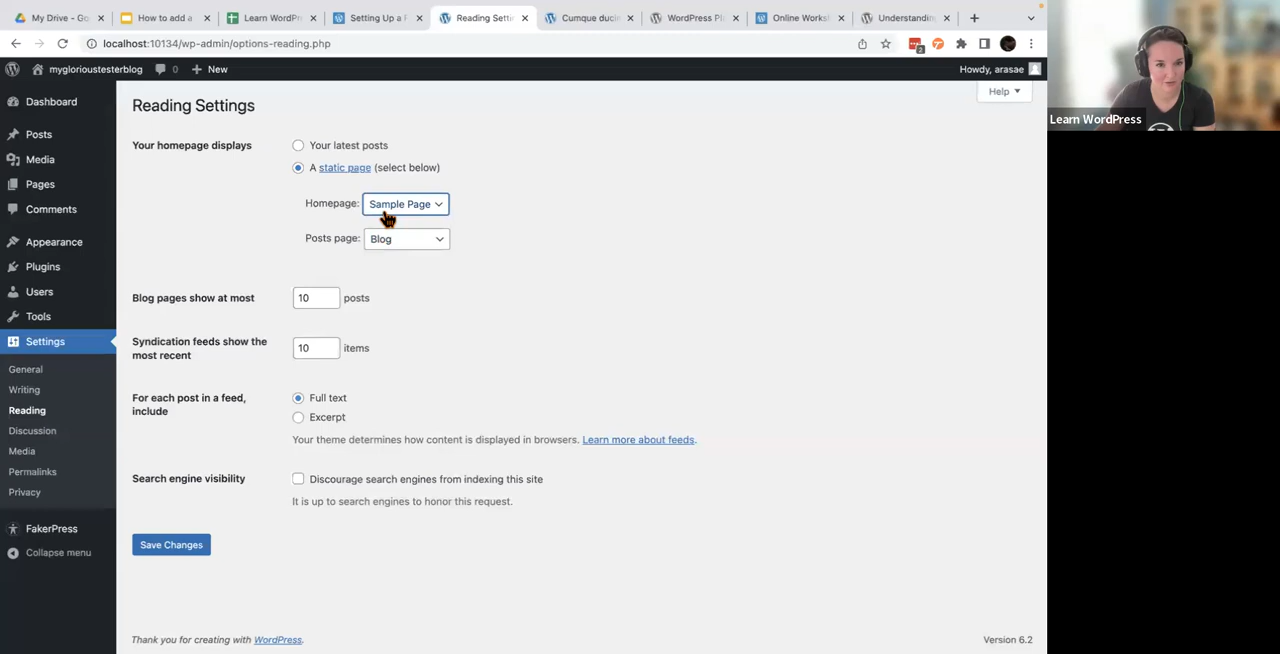 My Drive - Go
How to add a
Learn WordPr
Setting Up a F
Reading Setti
Cumque duci
WordPress Pl
Online Works
Understandin
localhost:10134/wp-admin/options-reading.php
2
myglorioustesterblog
0
New
Howdy, arasae
Learn WordPress
Help
Dashboard
Posts
Media
Pages
Comments
Appearance
Plugins
Users
Tools
Settings
General
Writing
Reading
Discussion
Media
Permalinks
Privacy
FakerPress
Collapse menu
Reading Settings
Your homepage displays
Your latest posts
A static page (select below)
Homepage: Sample Page
Posts page: Blog
Blog pages show at most
10 posts
Syndication feeds show the
most recent
10 items
For each post in a feed,
include
Full text
Excerpt
Your theme determines how content is displayed in browsers. Learn more about feeds.
Search engine visibility
Discourage search engines from indexing this site
It is up to search engines to honor this request.
Save Changes
Thank you for creating with WordPress.
Version 6.2